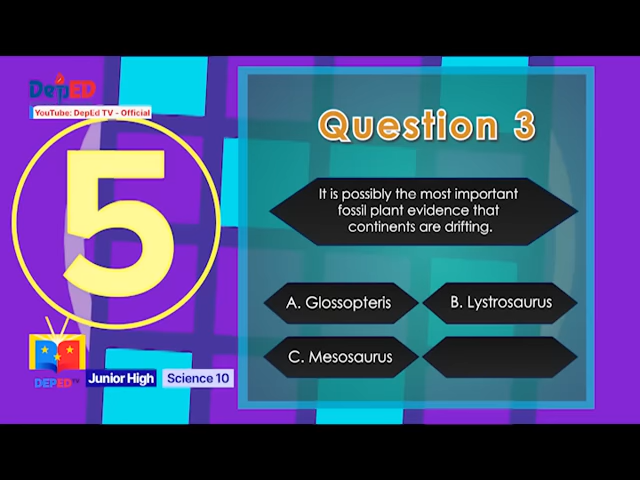 DepED
YouTube: DepEd TV - Official
5
Question 3
It is possibly the most important
fossil plant evidence that
continents are drifting.
A. Glossopteris
B. Lystrosaurus
C. Mesosaurus
DEPED TV
Junior High
Science 10